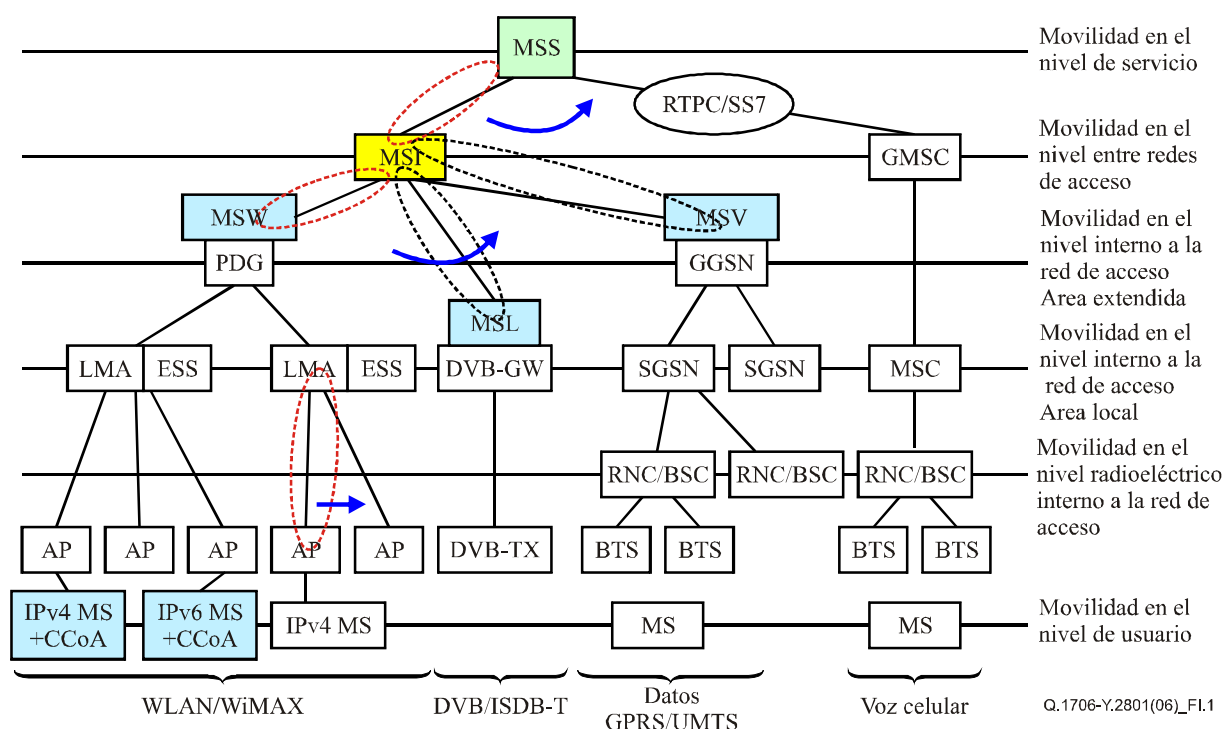 MSS
Movilidad en el
nivel de servicio
RTPC/SS7
MSI
GMSC
Movilidad en el
nivel entre redes
de acceso
MSW
MSV
PDG
GGSN
Movilidad en el
nivel interno a la
red de acceso
Area extendida
MSL
LMA
ESS
LMA
ESS
DVB-GW
SGSN
SGSN
MSC
Movilidad en el
nivel interno a la
red de acceso
Area local
RNC/BSC
RNC/BSC
RNC/BSC
Movilidad en el
nivel radioeléctrico
interno a la red de
acceso
AP
AP
AP
AP
AP
DVB-TX
BTS
BTS
BTS
BTS
IPv4 MS
+CCoA
IPv6 MS
+CCoA
IPv4 MS
MS
MS
Movilidad en el
nivel de usuario
WLAN/WiMAX
DVB/ISDB-T
Datos
GPRS/UMTS
Voz celular
Q.1706-Y.2801(06)_FI.1